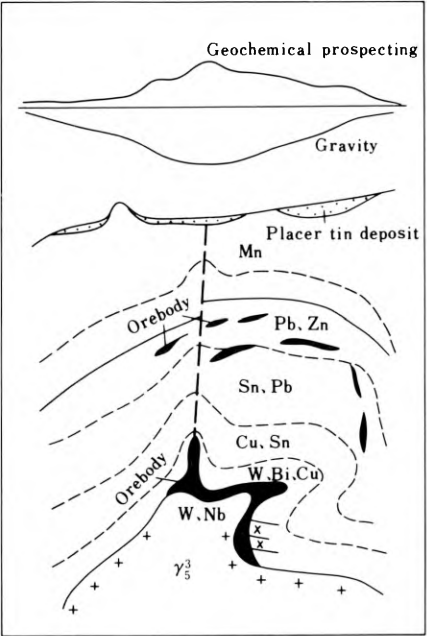 Geochemical prospecting
Gravity
Placer tin deposit
Mn
Orebody
Pb、Zn
Sn、Pb
Cu、Sn
Orebody
W、Bi、Cu
W、Nb
x
x
γ₅³